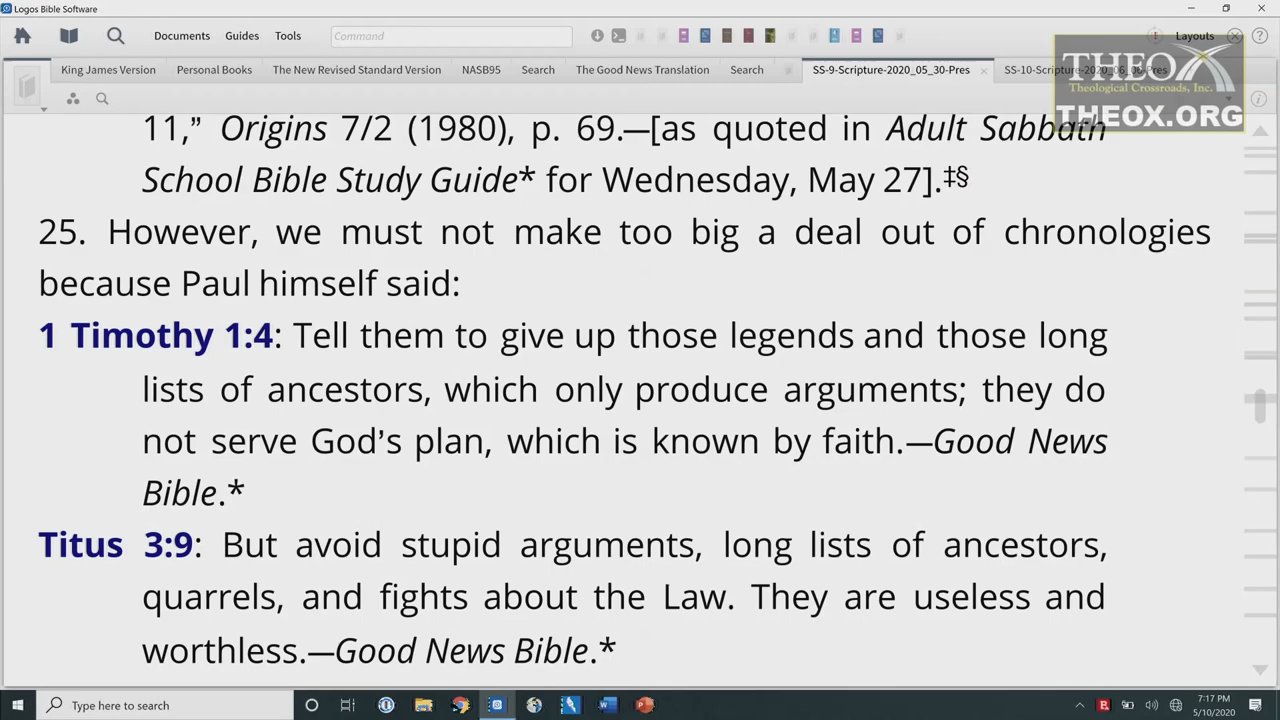 Logos Bible Software
Documents Guides Tools Command Layouts
King James Version Personal Books The New Revised Standard NASB95 Search The Good News Translation Search SS-9-Scripture-2020_05_30-Pres SS-10-Scripture-2020_06_06-Pres
THEOX
Theological Crossroads, Inc.
THEOX.ORG
11,” Origins 7/2 (1980), p. 69.—[as quoted in Adult Sabbath
School Bible Study Guide* for Wednesday, May 27].‡§
25. However, we must not make too big a deal out of chronologies
because Paul himself said:
1 Timothy 1:4: Tell them to give up those legends and those long
lists of ancestors, which only produce arguments; they do
not serve God’s plan, which is known by faith.—Good News
Bible.*
Titus 3:9: But avoid stupid arguments, long lists of ancestors,
quarrels, and fights about the Law. They are useless and
worthless.—Good News Bible.*
Type here to search
7:17 PM
5/10/2020